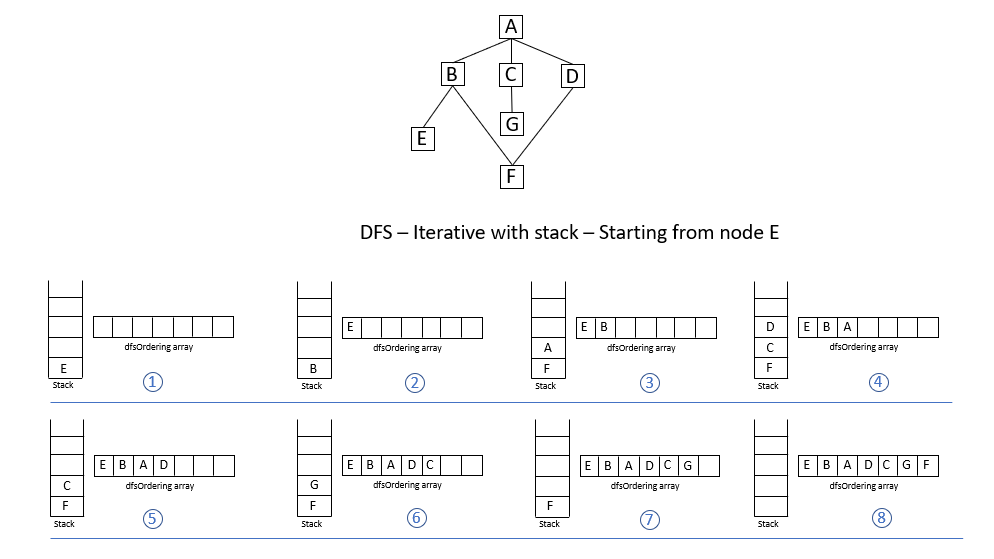 A
B C D
E G
F
DFS – Iterative with stack – Starting from node E
E
Stack
dfsOrdering array
1
B
Stack
E
dfsOrdering array
2
A
F
Stack
E B
dfsOrdering array
3
D
C
F
Stack
E B A
dfsOrdering array
4
C
F
Stack
E B A D
dfsOrdering array
5
G
F
Stack
E B A D C
dfsOrdering array
6
F
Stack
E B A D C G
dfsOrdering array
7
Stack
E B A D C G F
dfsOrdering array
8